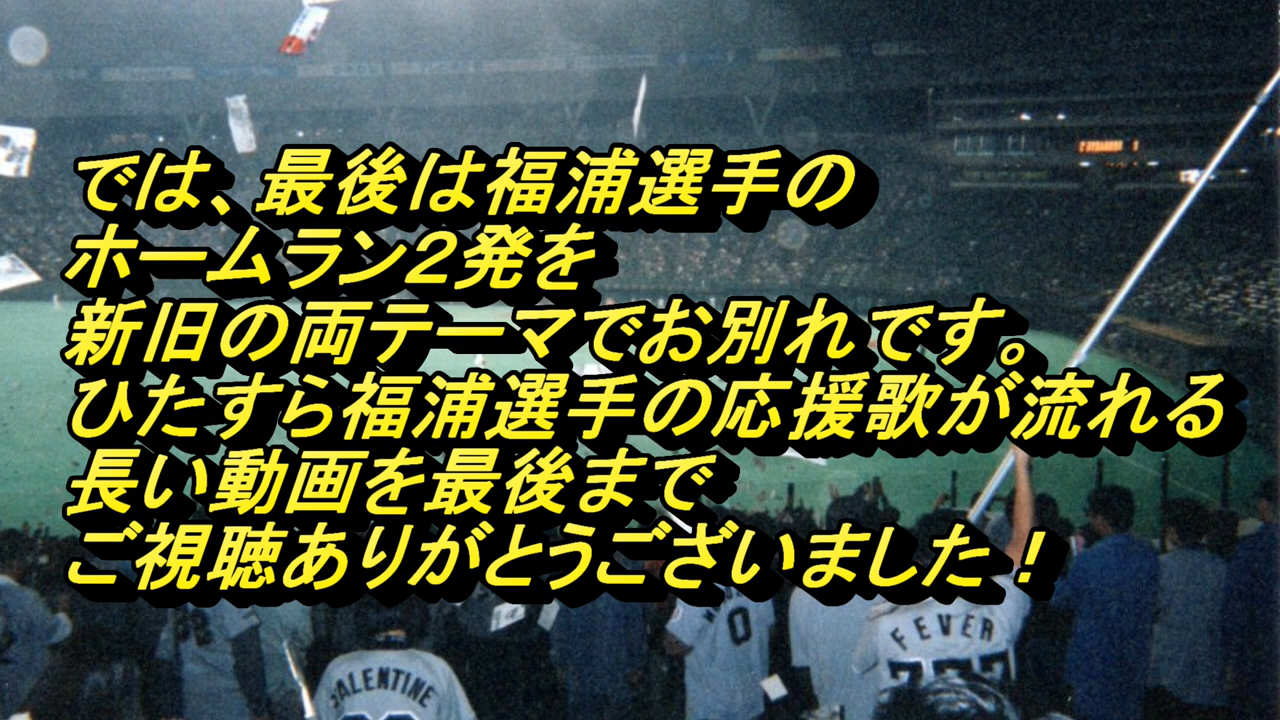 では、最後は福浦選手の
ホームラン2発を
新旧の両テーマでお別れです。
ひたすら福浦選手の応援歌が流れる
長い動画を最後まで
ご視聴ありがとうございました！
0
FEVER
777
VALENTINE